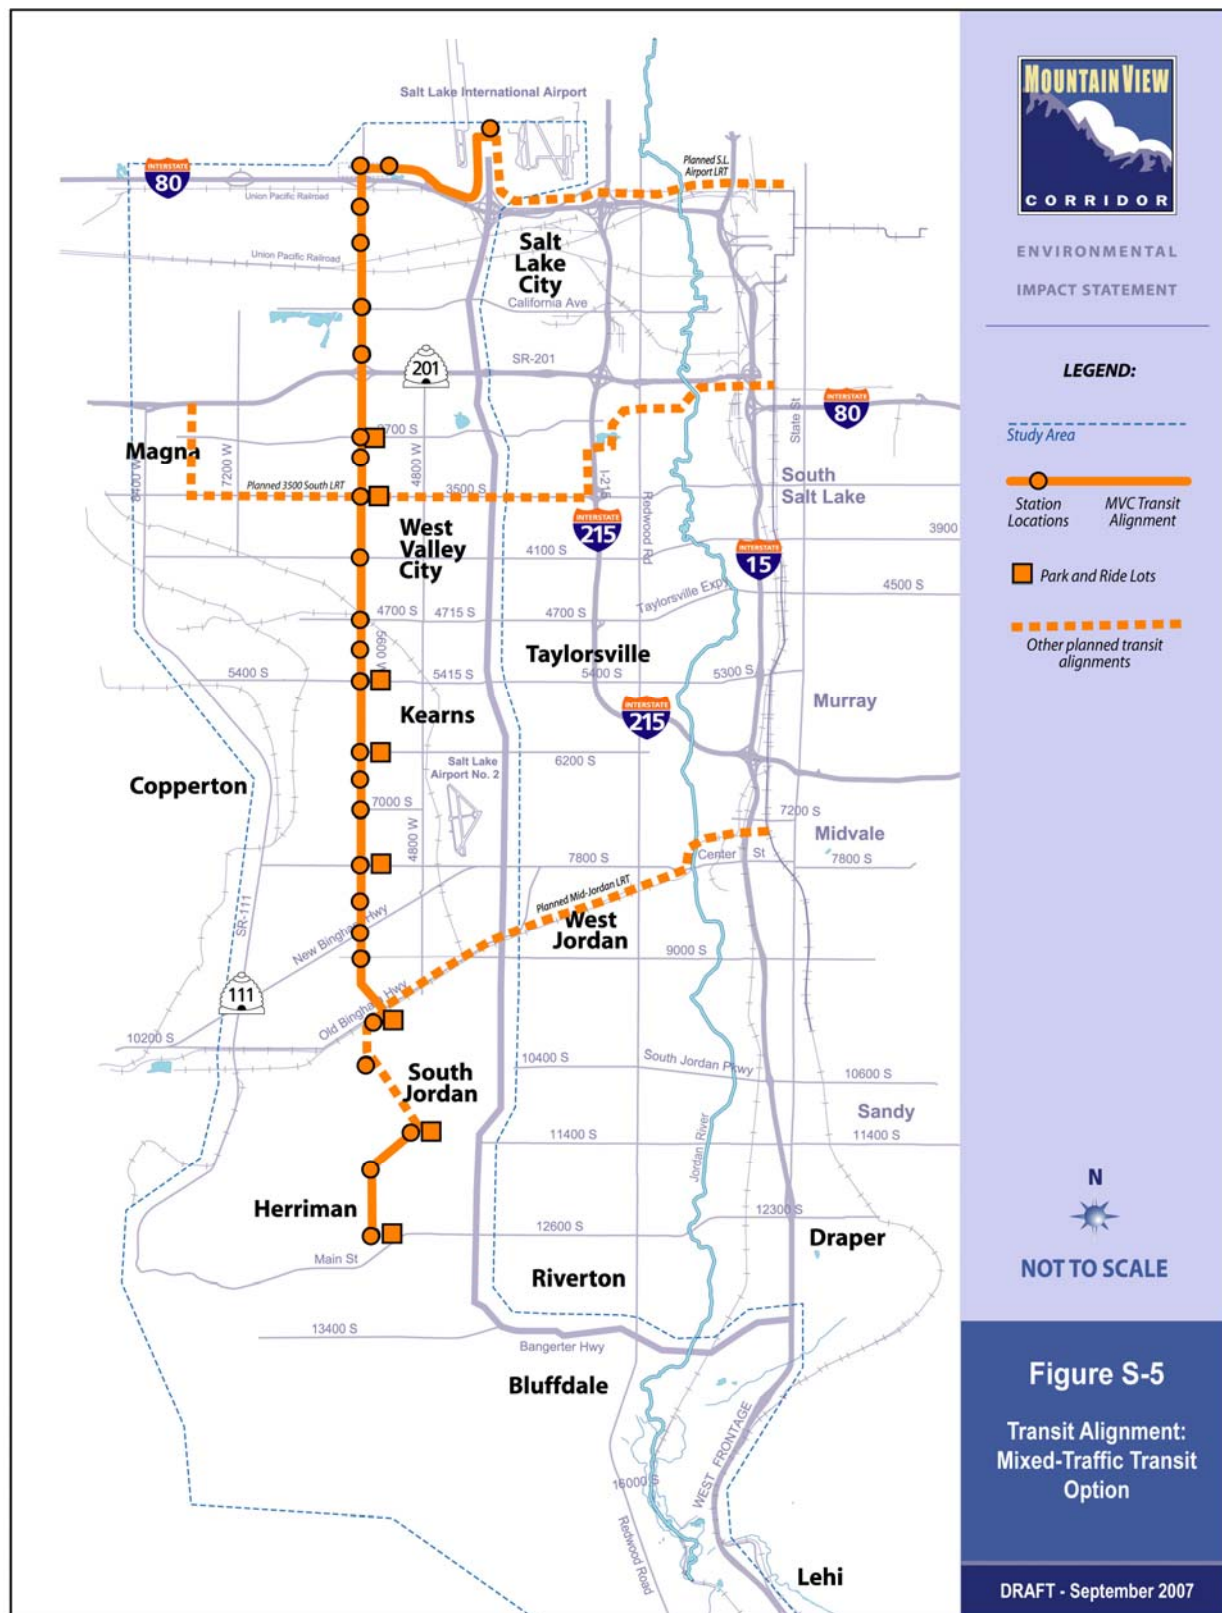 Salt Lake International Airport
INTERSTATE
80
Union Pacific Railroad
Planned S.L.
Airport LRT
Union Pacific Railroad
Salt
Lake
City
California Ave
201
SR-201
INTERSTATE
80
State St
Magna
8400 W
7200 W
2700 S
4800 W
Planned 3500 South LRT
3500 S
I-215
Redwood Rd
South
Salt Lake
West
Valley
City
INTERSTATE
215
INTERSTATE
15
3900
4100 S
4500 S
Taylorsville Expy
4700 S
4715 S
4700 S
5600 W
Taylorsville
5400 S
5415 S
5400 S
5300 S
Murray
Kearns
INTERSTATE
215
Salt Lake
Airport No. 2
6200 S
Copperton
7000 S
4800 W
7200 S
Midvale
7800 S
Center St
7800 S
Planned Mid-Jordan LRT
SR-111
New Bingham Hwy
West
Jordan
9000 S
111
Old Bingham Hwy
10200 S
10400 S
South Jordan Pkwy
10600 S
South
Jordan
Sandy
11400 S
Jordan River
11400 S
Herriman
12600 S
12300 S
Draper
Main St
Riverton
13400 S
Bangerter Hwy
Bluffdale
WEST FRONTAGE
16000 S
Redwood Road
Lehi
MOUNTAIN VIEW
CORRIDOR
ENVIRONMENTAL
IMPACT STATEMENT
LEGEND:
Study Area
Station
Locations
MVC Transit
Alignment
Park and Ride Lots
Other planned transit
alignments
N
NOT TO SCALE
Figure S-5
Transit Alignment:
Mixed-Traffic Transit
Option
DRAFT - September 2007